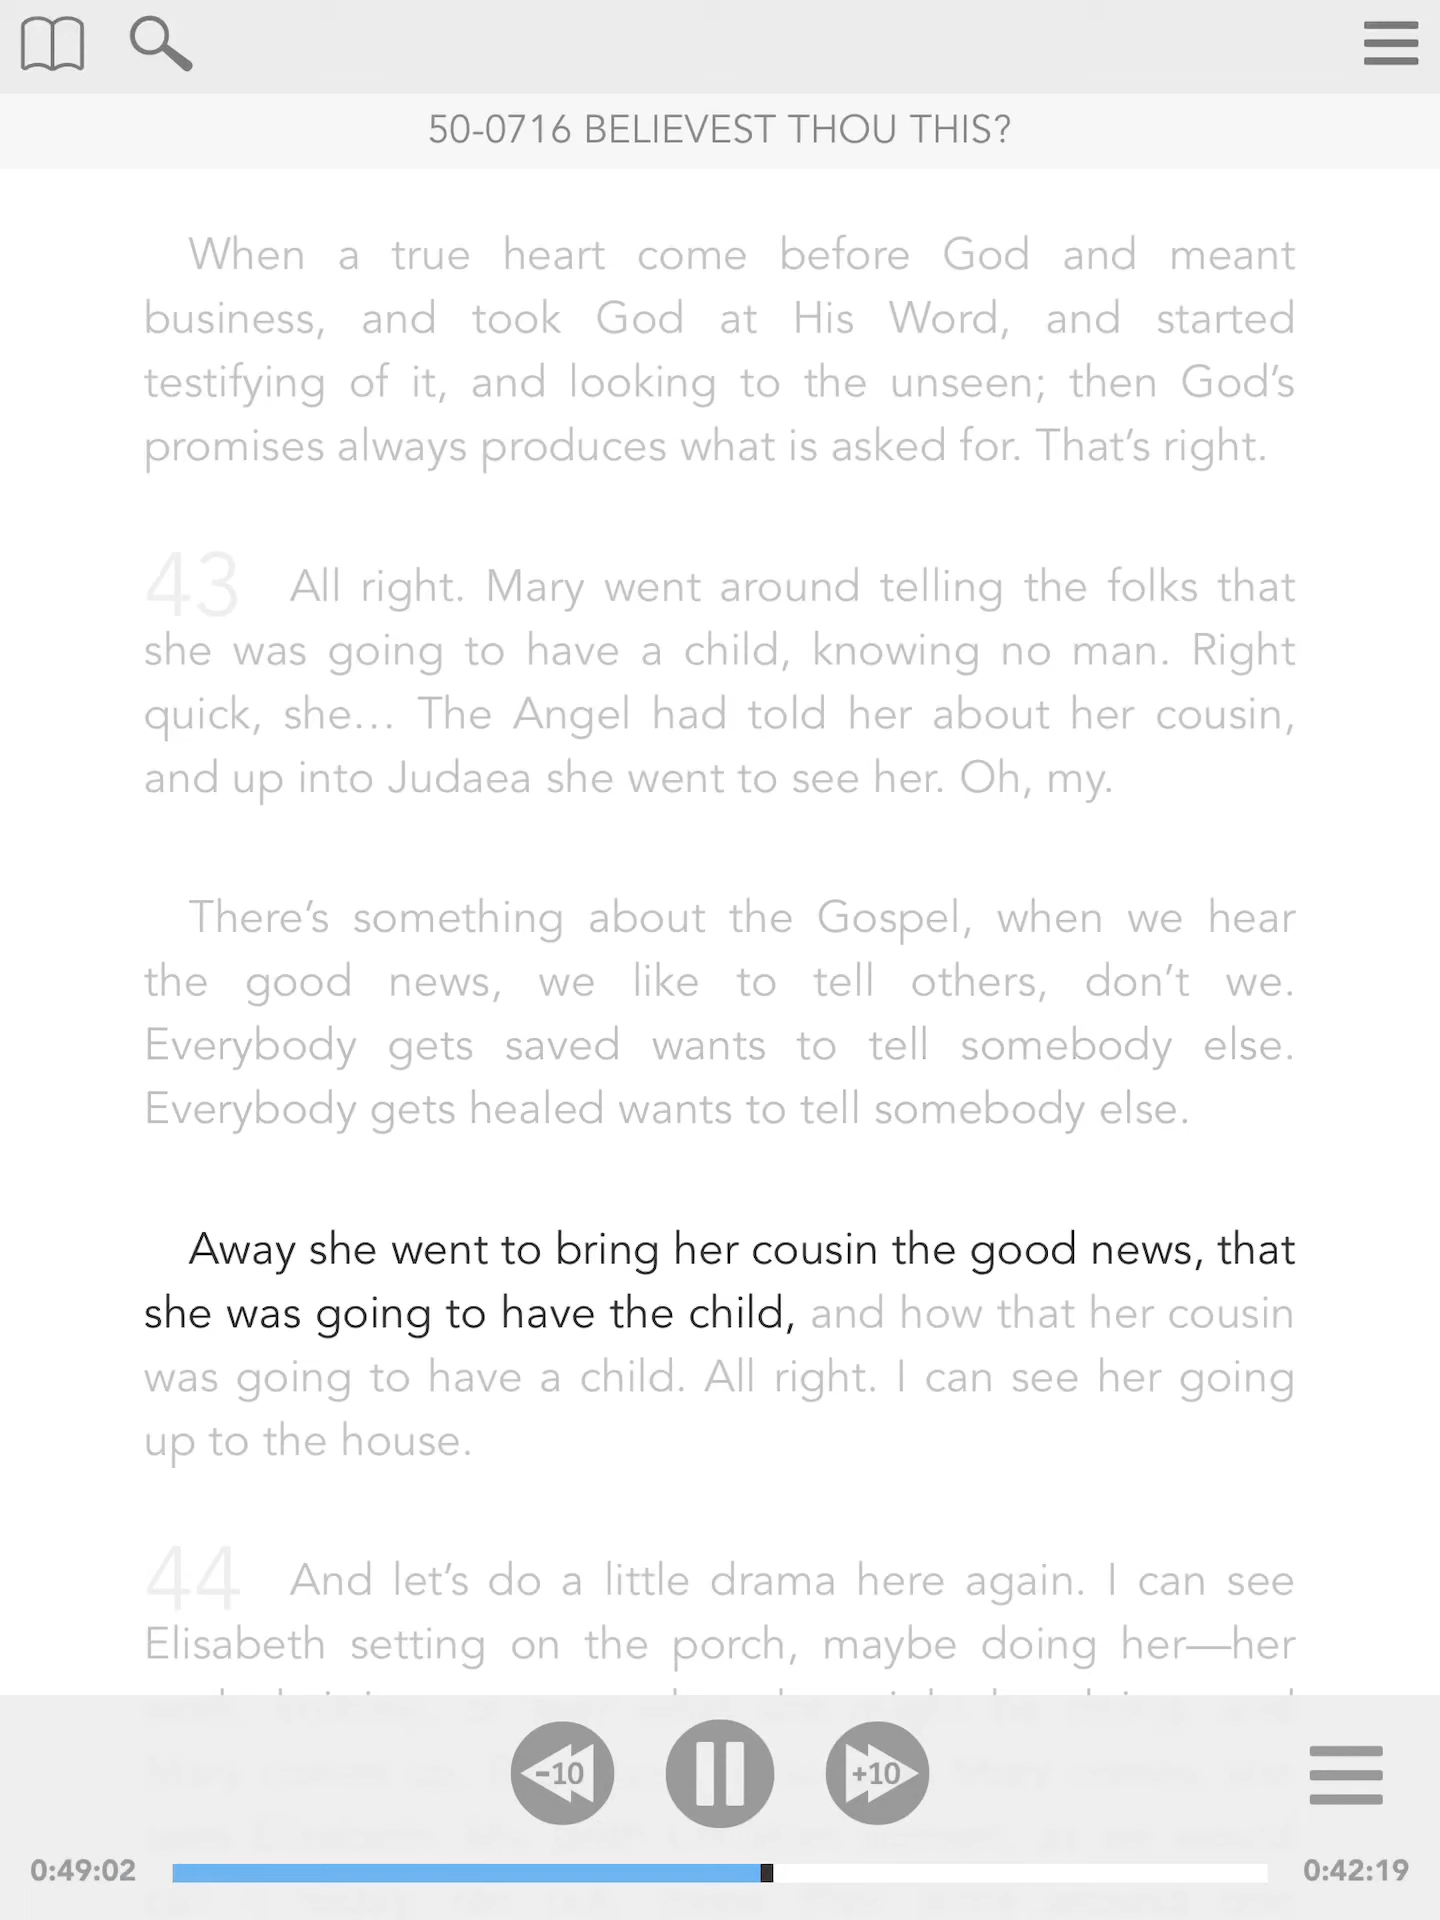 50-0716 BELIEVEST THOU THIS?
When a true heart come before God and meant
business, and took God at His Word, and started
testifying of it, and looking to the unseen; then God’s
promises always produces what is asked for. That’s right.
43 All right. Mary went around telling the folks that
she was going to have a child, knowing no man. Right
quick, she… The Angel had told her about her cousin,
and up into Judaea she went to see her. Oh, my.
There’s something about the Gospel, when we hear
the good news, we like to tell others, don’t we.
Everybody gets saved wants to tell somebody else.
Everybody gets healed wants to tell somebody else.
Away she went to bring her cousin the good news, that
she was going to have the child, and how that her cousin
was going to have a child. All right. I can see her going
up to the house.
44 And let’s do a little drama here again. I can see
Elisabeth setting on the porch, maybe doing her—her
-10 +10
0:49:02 0:42:19